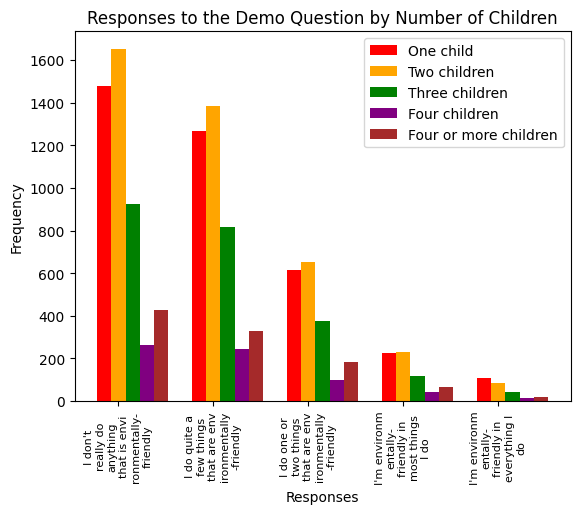 Responses to the Demo Question by Number of Children
One child
Two children
Three children
Four children
Four or more children
Frequency
1600
1400
1200
1000
800
600
400
200
0
I don't
really do
anything
that is envi
ronmentally-
friendly
I do quite a
few things
that are env
ironmentally
-friendly
I do one or
two things
that are env
ironmentally
-friendly
I'm environm
entally-
friendly in
most things
I do
I'm environm
entally-
friendly in
everything I
do
Responses